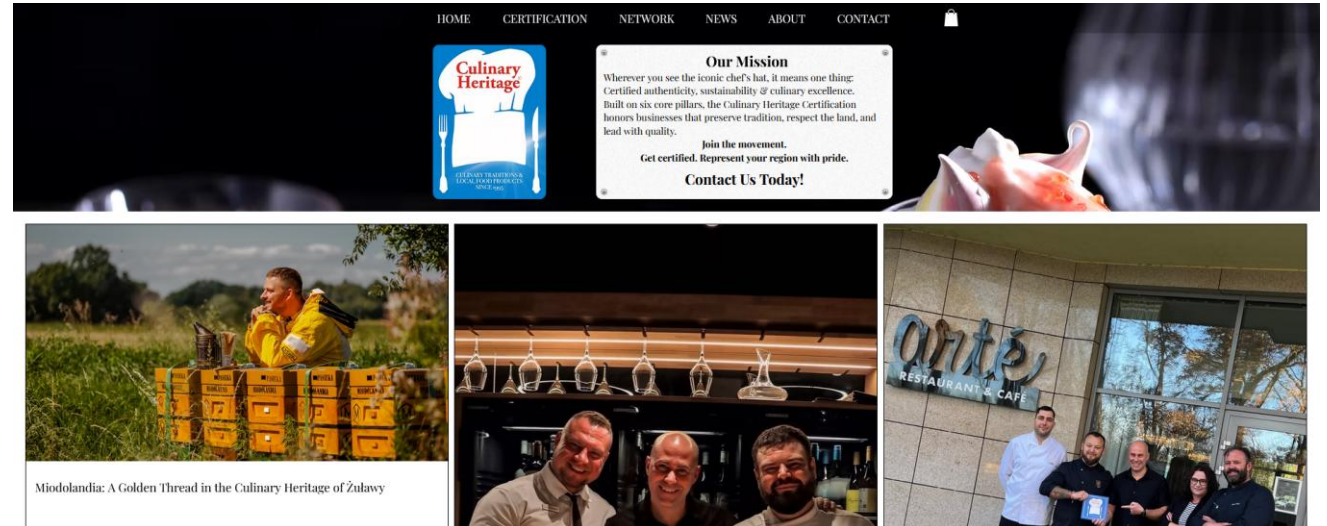 HOME CERTIFICATION NETWORK NEWS ABOUT CONTACT
Culinary
Heritage
CULINARY TRADITIONS &
LOCAL FOOD PRODUCTS
SINCE 1995
Our Mission
Wherever you see the iconic chef's hat, it means one thing:
Certified authenticity, sustainability & culinary excellence.
Built on six core pillars, the Culinary Heritage Certification
honors businesses that preserve tradition, respect the land, and
lead with quality.
Join the movement.
Get certified. Represent your region with pride.
Contact Us Today!
Miodolandia: A Golden Thread in the Culinary Heritage of Żuławy
arté
RESTAURANT & CAFE